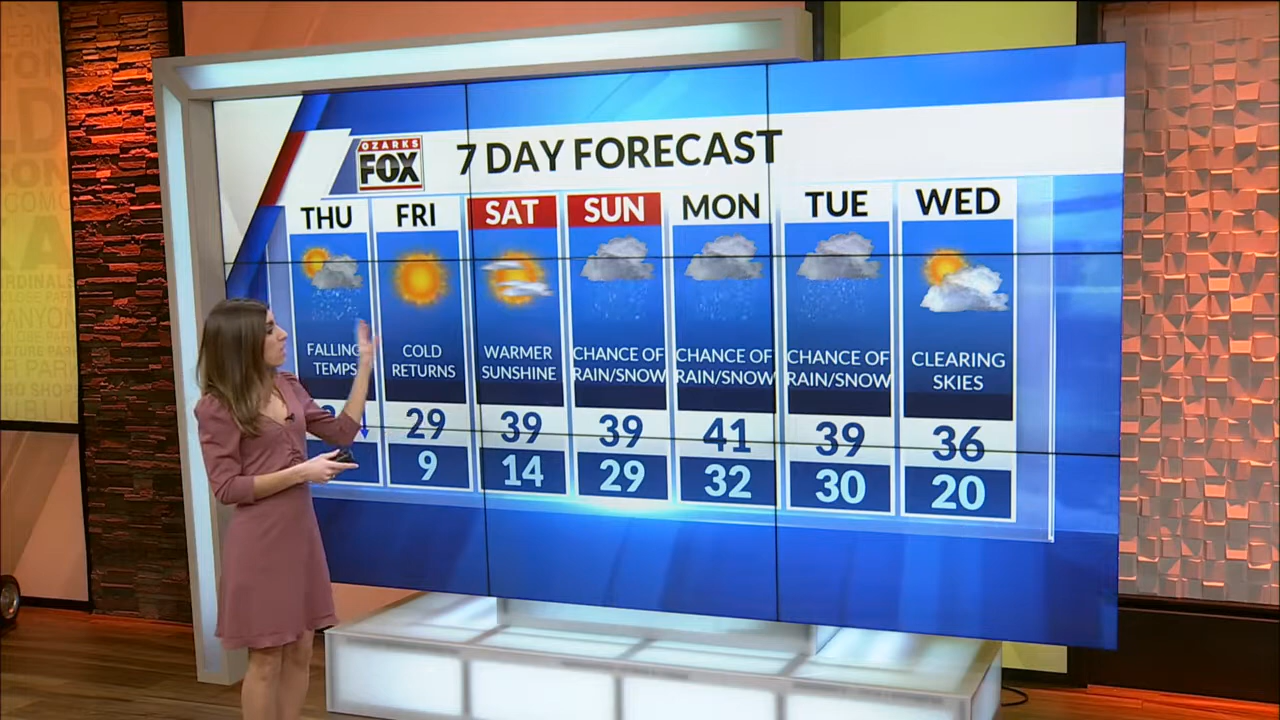 OZARKS
FOX
7 DAY FORECAST
THU
FRI
SAT
SUN
MON
TUE
WED
FALLING
TEMPS
COLD
RETURNS
WARMER
SUNSHINE
CHANCE OF
RAIN/SNOW
CHANCE OF
RAIN/SNOW
CHANCE OF
RAIN/SNOW
CLEARING
SKIES
29
39
39
41
39
36
9
14
29
32
30
20